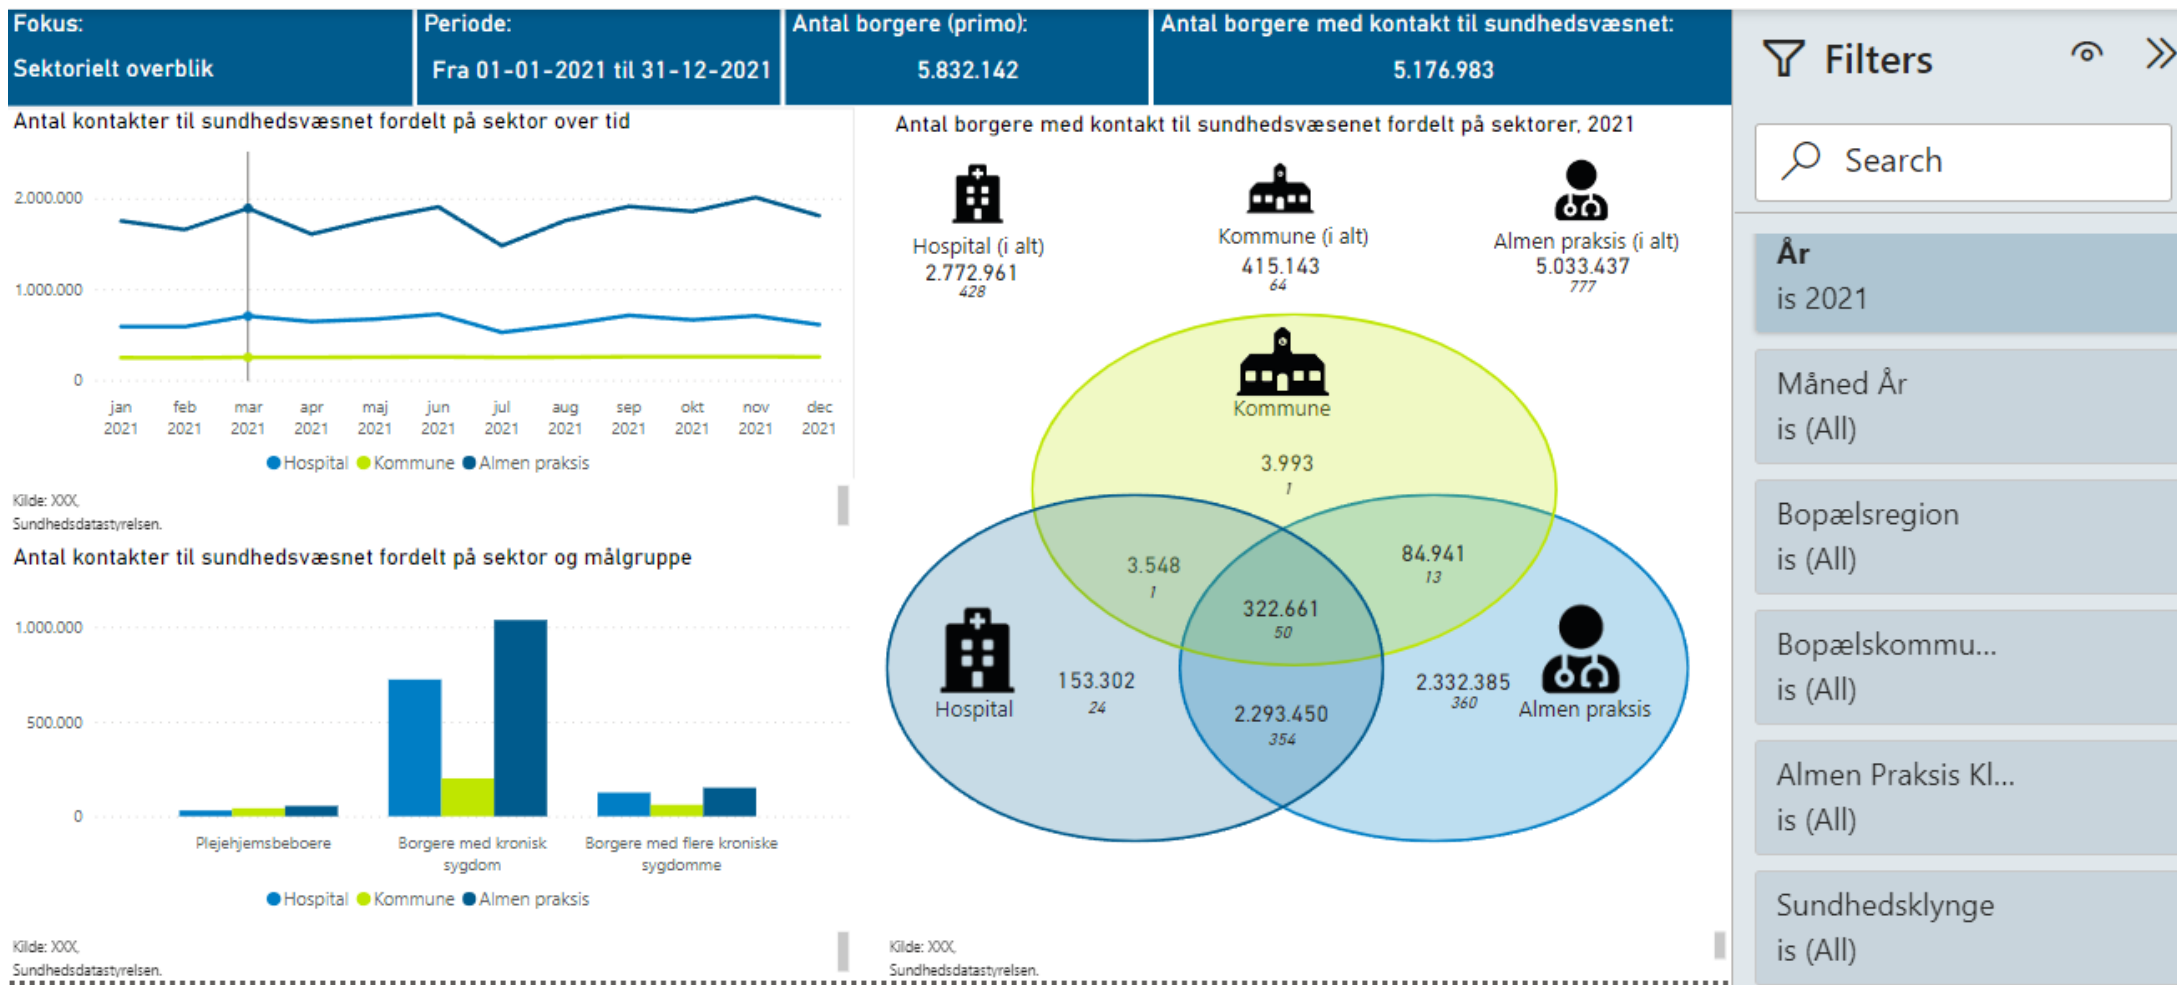 Fokus:
Sektorielt overblik
Periode:
Fra 01-01-2021 til 31-12-2021
Antal borgere (primo):
5.832.142
Antal borgere med kontakt til sundhedsvæsnet:
5.176.983
Antal kontakter til sundhedsvæsnet fordelt på sektor over tid
2.000.000
1.000.000
0
jan feb mar apr maj jun jul aug sep okt nov dec
2021 2021 2021 2021 2021 2021 2021 2021 2021 2021 2021 2021
Hospital Kommune Almen praksis
Kilde: XXX,
Sundhedsdatastyrelsen.
Antal kontakter til sundhedsvæsnet fordelt på sektor og målgruppe
1.000.000
500.000
0
Plejehjemsbeboere
Borgere med kronisk
sygdom
Borgere med flere kroniske
sygdomme
Hospital Kommune Almen praksis
Kilde: XXX,
Sundhedsdatastyrelsen.
Antal borgere med kontakt til sundhedsvæsenet fordelt på sektorer, 2021
Hospital (i alt)
2.772.961
428
Kommune (i alt)
415.143
64
Almen praksis (i alt)
5.033.437
777
Kommune
3.993
1
3.548
1
84.941
13
322.661
50
Hospital
153.302
24
2.293.450
354
2.332.385
360
Almen praksis
Kilde: XXX,
Sundhedsdatastyrelsen.
Filters
Search
År
is 2021
Måned År
is (All)
Bopælsregion
is (All)
Bopælskommu...
is (All)
Almen Praksis Kl...
is (All)
Sundhedsklynge
is (All)